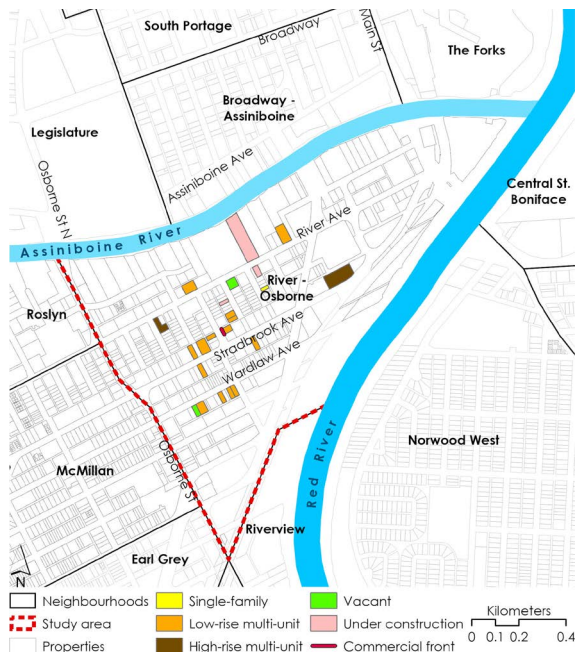 South Portage
Broadway
Main St
The Forks
Broadway -
Assiniboine
Legislature
Assiniboine Ave
Osborne St N
Central St.
Boniface
River Ave
Assiniboine River
River -
Osborne
Roslyn
Stradbrook Ave
Wardlaw Ave
Norwood West
Red River
McMillan
Osborne St
Riverview
Earl Grey
N
Neighbourhoods
Single-family
Vacant
Kilometers
Study area
Low-rise multi-unit
Under construction
0 0.1 0.2 0.4
Properties
High-rise multi-unit
Commercial front